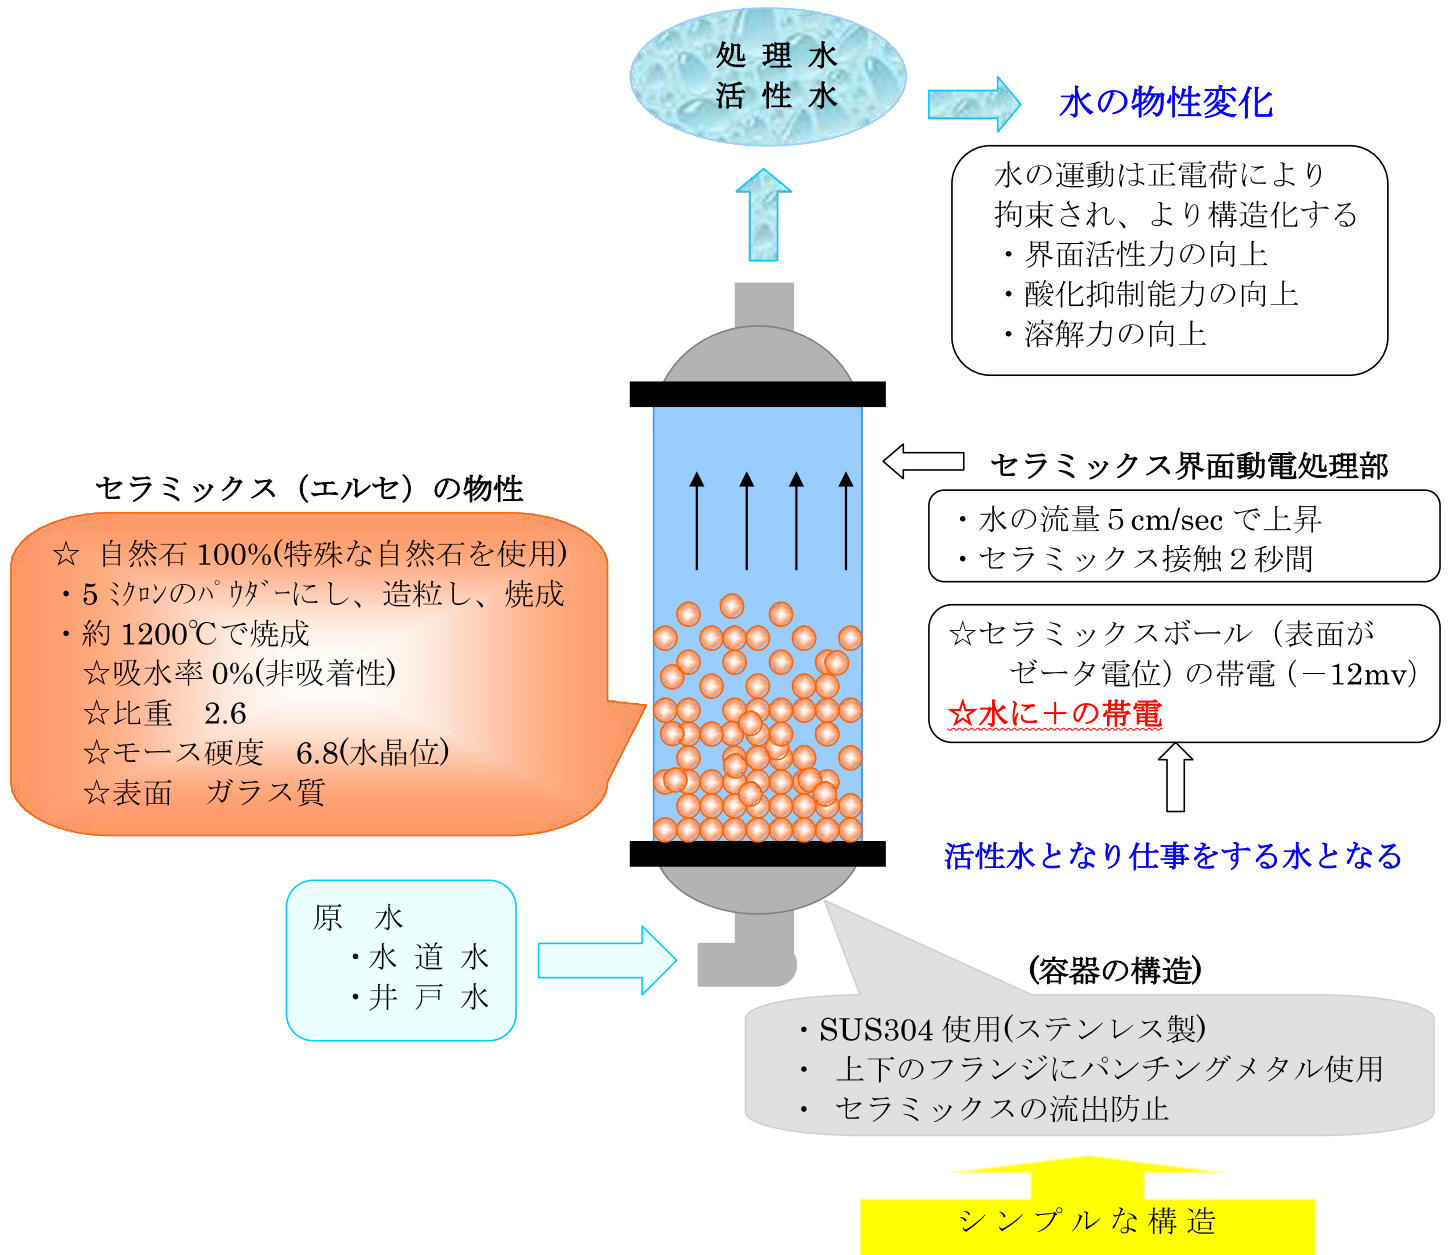 処 理 水
活 性 水
水の物性変化
水の運動は正電荷により
拘束され、より構造化する
・界面活性力の向上
・酸化抑制能力の向上
・溶解力の向上
セラミックス界面動電処理部
・水の流量５cm/sec で上昇
・セラミックス接触２秒間
☆セラミックスボール（表面が
ゼータ電位）の帯電（－12mv）
☆水に＋の帯電
活性水となり仕事をする水となる
セラミックス（エルセ）の物性
☆ 自然石 100%(特殊な自然石を使用)
・5 ﾐｸﾛﾝのﾊﾟｳﾀﾞｰにし、造粒し、焼成
・約 1200℃で焼成
☆吸水率 0%(非吸着性)
☆比重　2.6
☆モース硬度　6.8(水晶位)
☆表面　ガラス質
原　水
・水 道 水
・井 戸 水
(容器の構造)
・SUS304 使用(ステンレス製)
・ 上下のフランジにパンチングメタル使用
・ セラミックスの流出防止
シンプルな構造